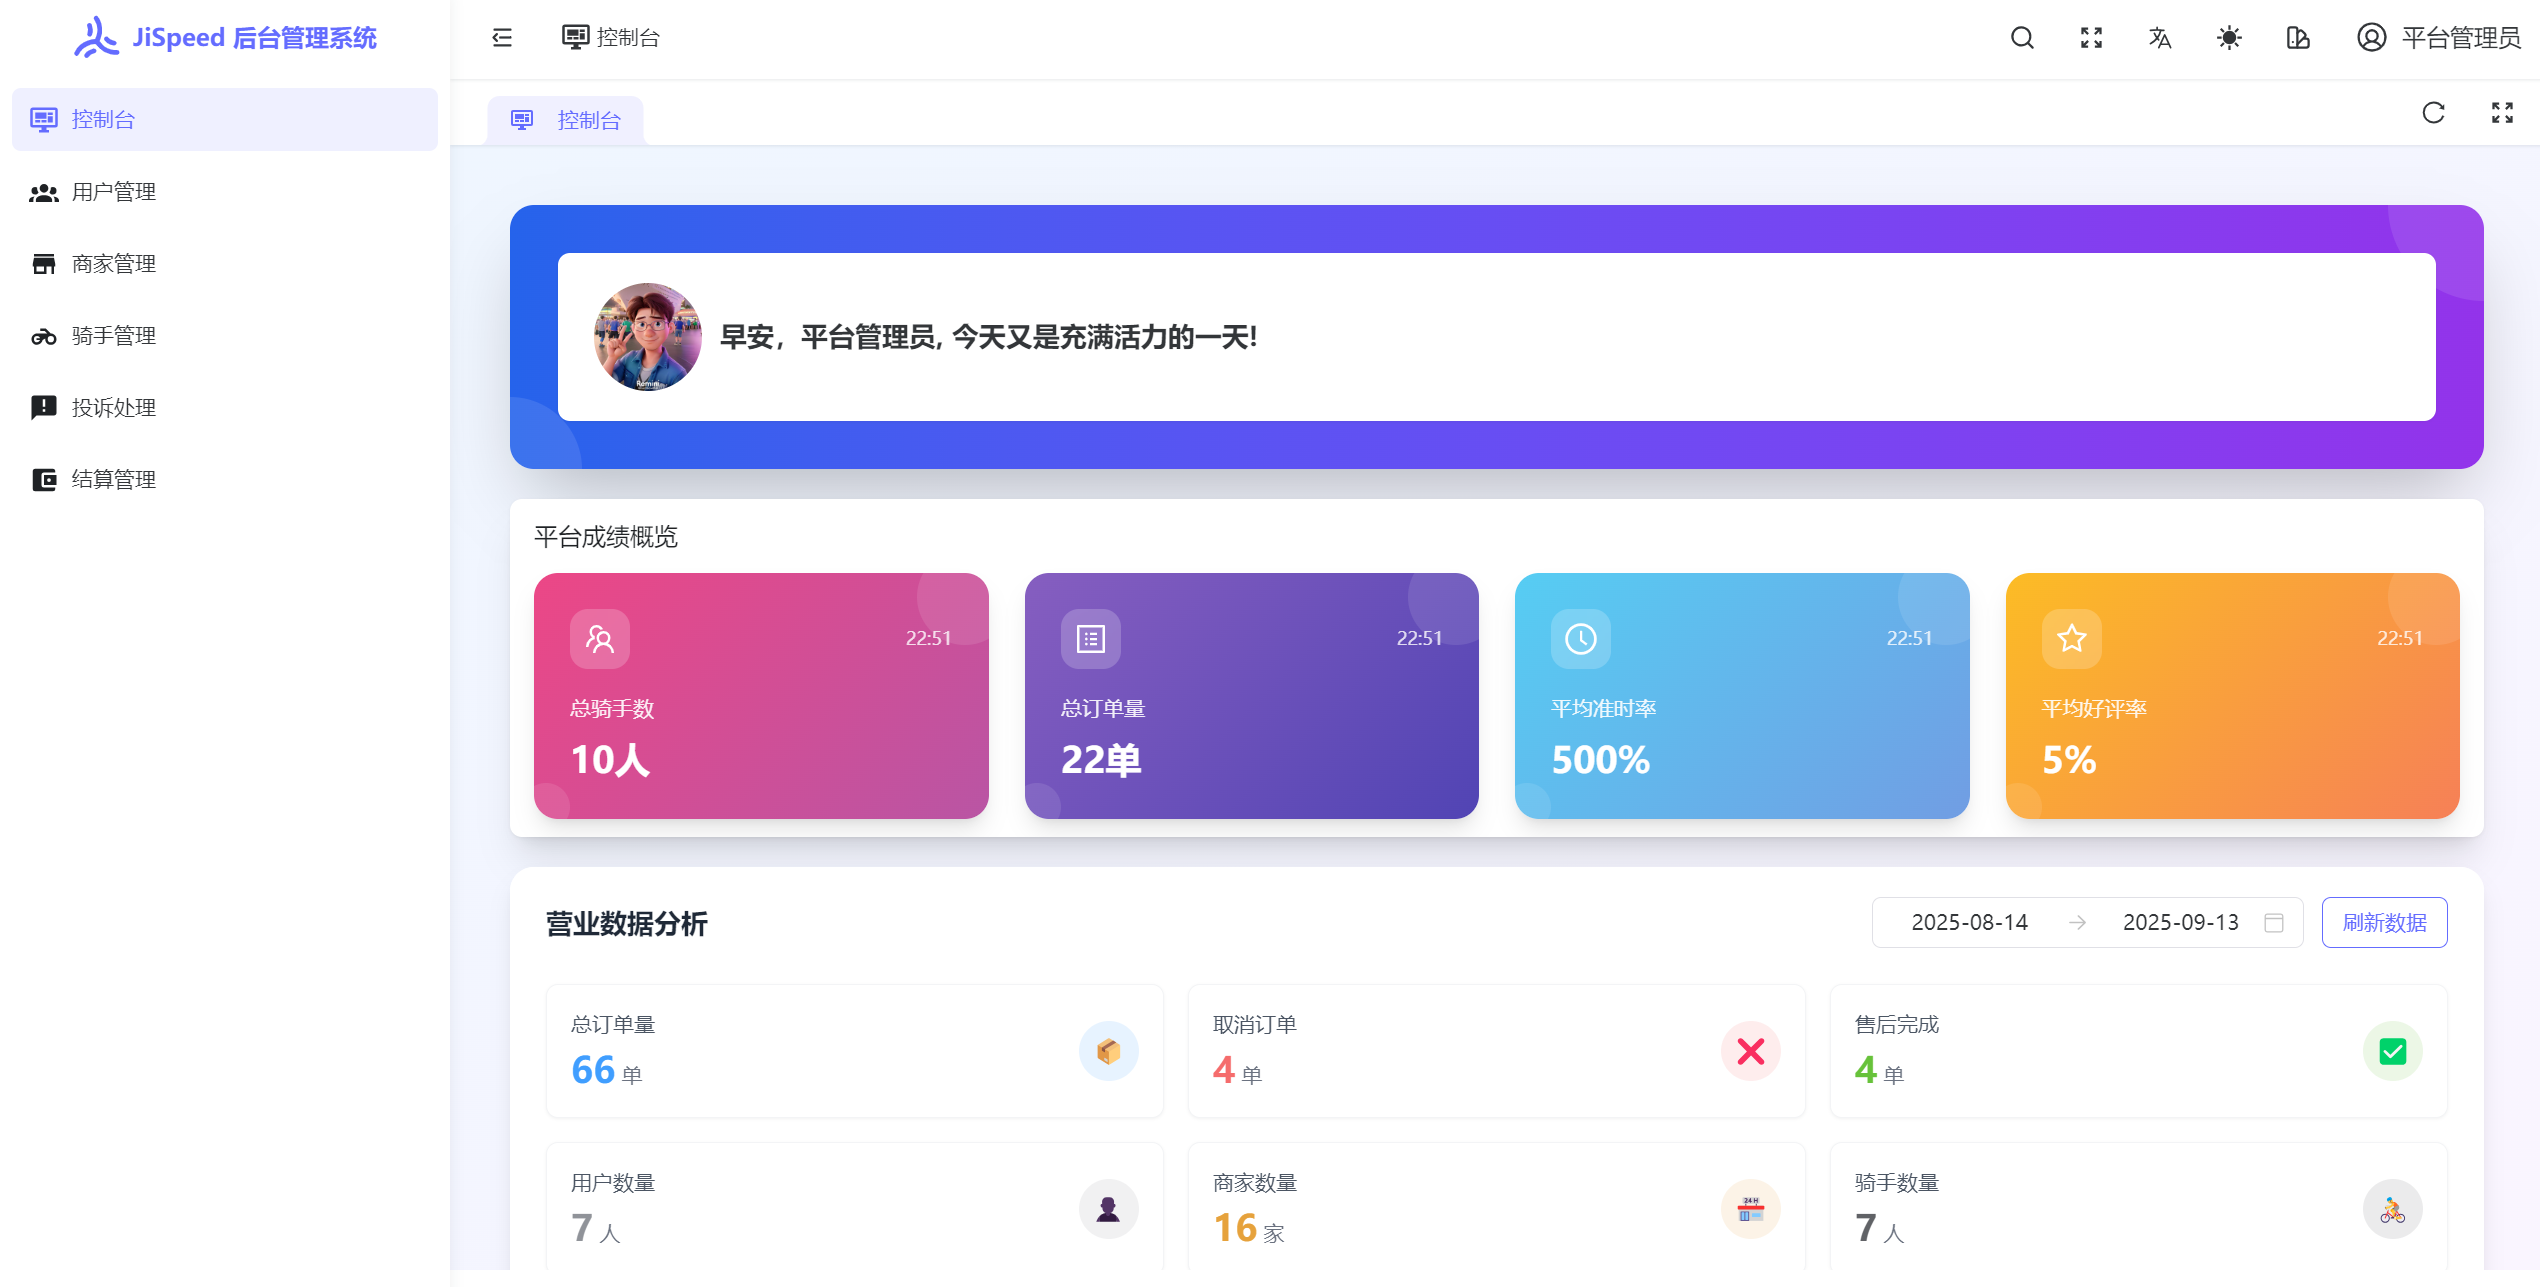 JiSpeed 后台管理系统
控制台
平台管理员
控制台
控制台
用户管理
商家管理
骑手管理
投诉处理
结算管理
Remini
早安，平台管理员, 今天又是充满活力的一天!
平台成绩概览
22:51
总骑手数
10人
22:51
总订单量
22单
22:51
平均准时率
500%
22:51
平均好评率
5%
营业数据分析
2025-08-14 → 2025-09-13
刷新数据
总订单量
66 单
取消订单
4 单
售后完成
4 单
用户数量
7 人
商家数量
16 家
24 H
骑手数量
7 人